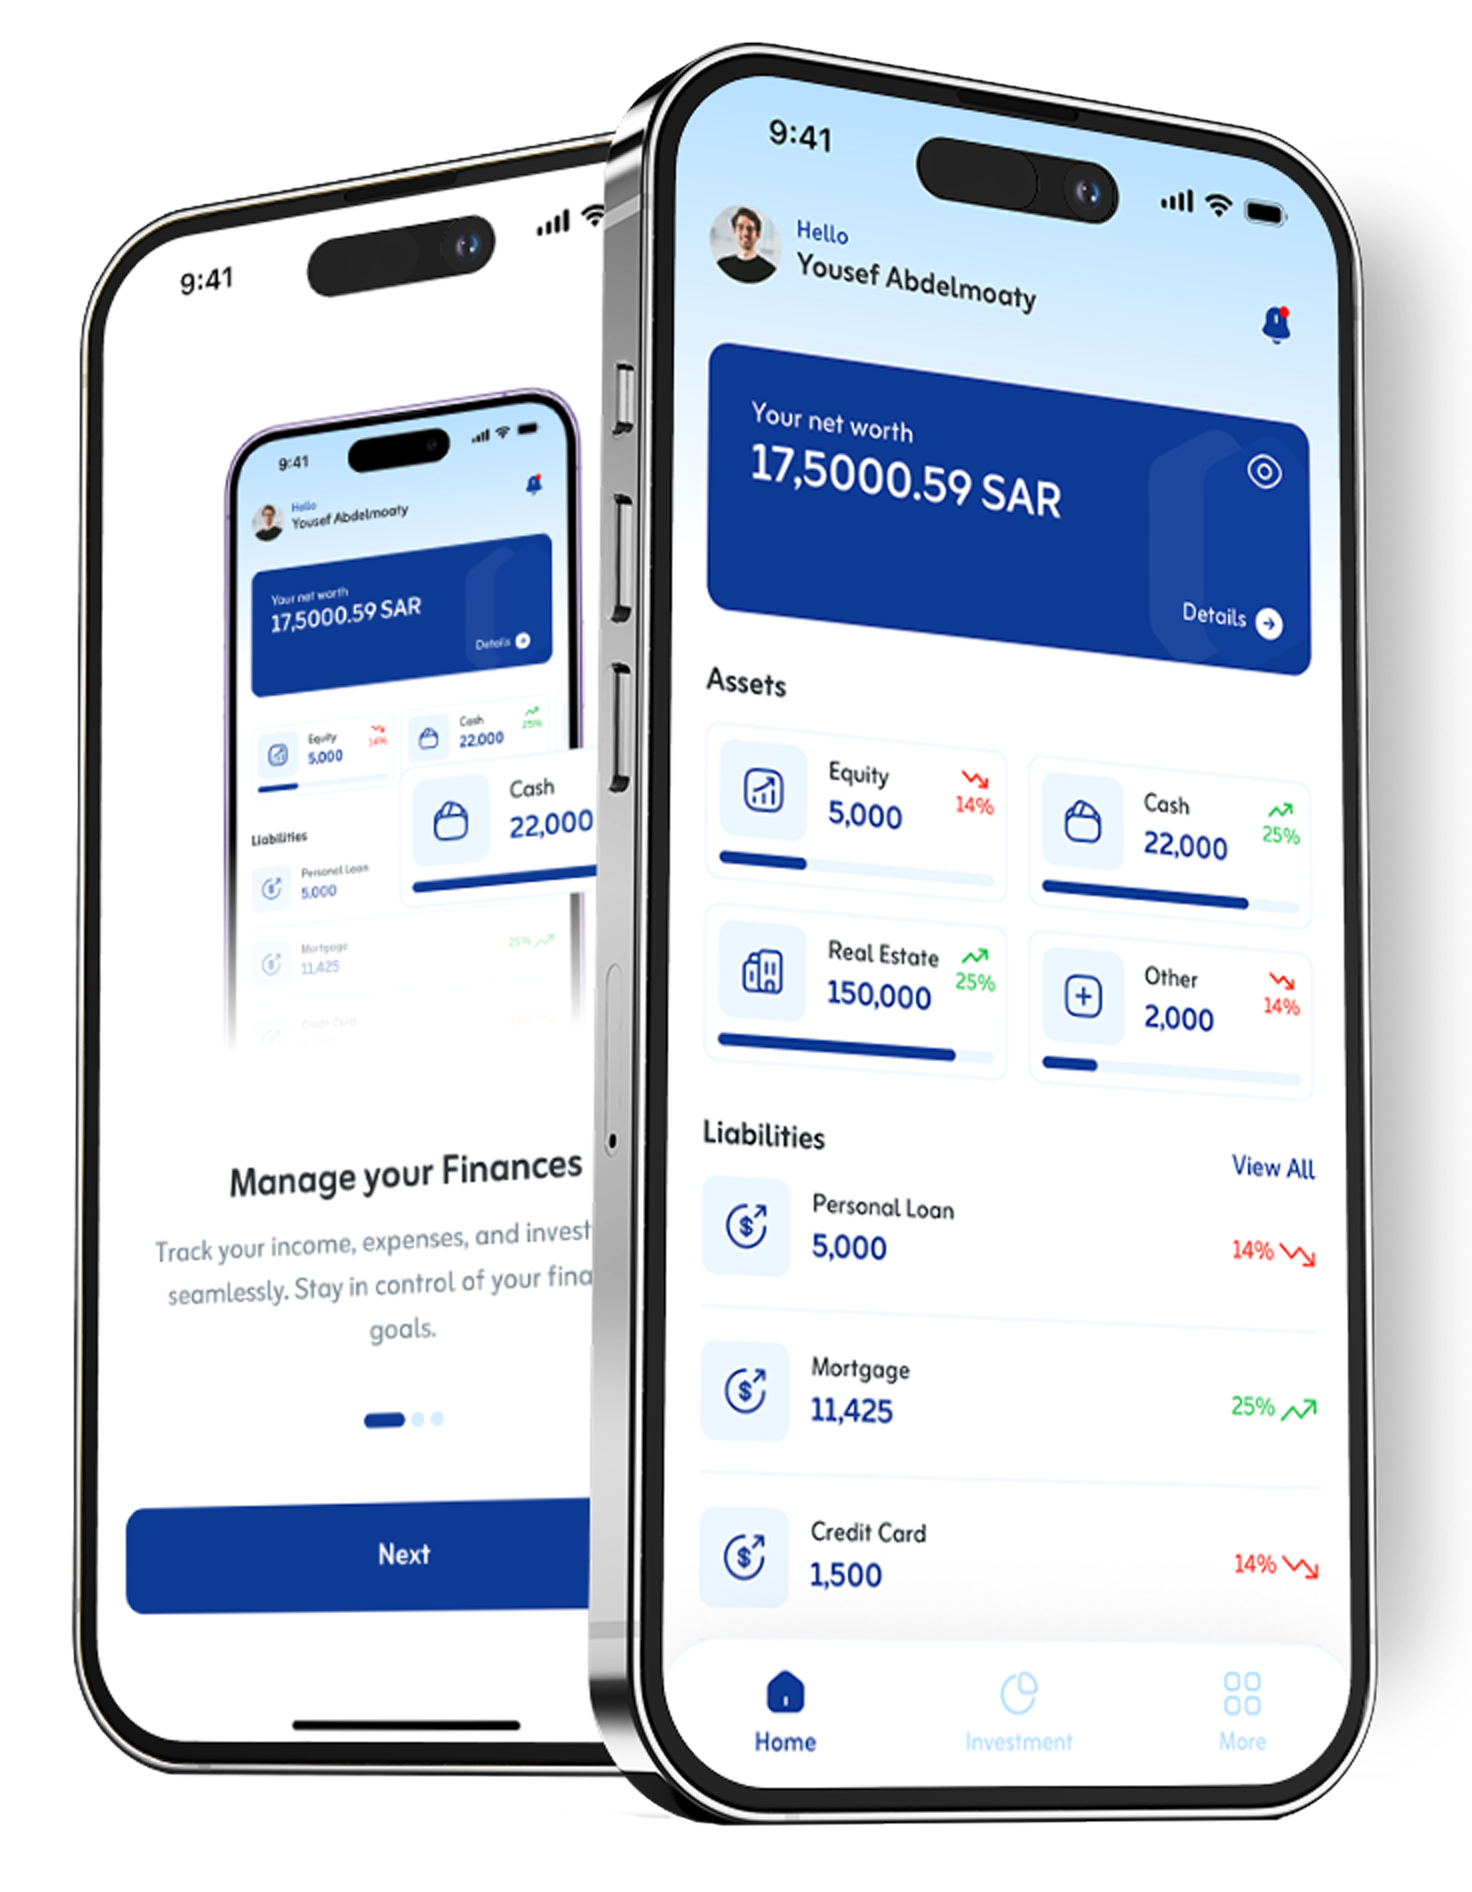 9:41
9:41
Hello
Yousef Abdelmoaty
Your net worth
17,5000.59 SAR
Details
Equity
5,000
14%
Cash
22,000
25%
Cash
22,000
Liabilities
Personal Loan
5,000
Mortgage
11,425
25%
Credit Card
Manage your Finances
Track your income, expenses, and invest
seamlessly. Stay in control of your fina
goals.
Next
9:41
Hello
Yousef Abdelmoaty
Your net worth
17,5000.59 SAR
Details
Assets
Equity
5,000
14%
Cash
22,000
25%
Real Estate
150,000
25%
Other
2,000
14%
Liabilities
View All
Personal Loan
5,000
14%
Mortgage
11,425
25%
Credit Card
1,500
14%
Home
Investment
More